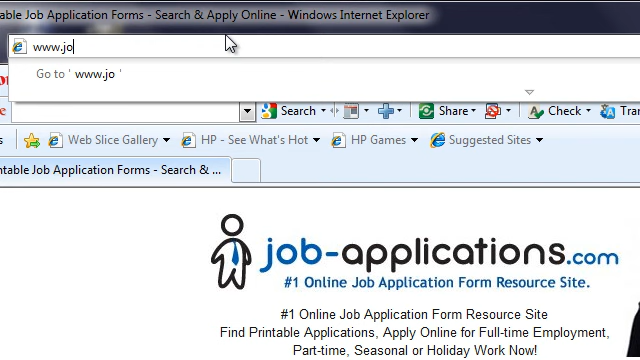 table Job Application Forms - Search & Apply Online - Windows Internet Explorer
www.jo
Go to ' www.jo '
Search Share Check Tran
Web Slice Gallery HP - See What's Hot HP Games Suggested Sites
ntable Job Application Forms - Search & ...
job-applications.com
#1 Online Job Application Form Resource Site.
#1 Online Job Application Form Resource Site
Find Printable Applications, Apply Online for Full-time Employment,
Part-time, Seasonal or Holiday Work Now!